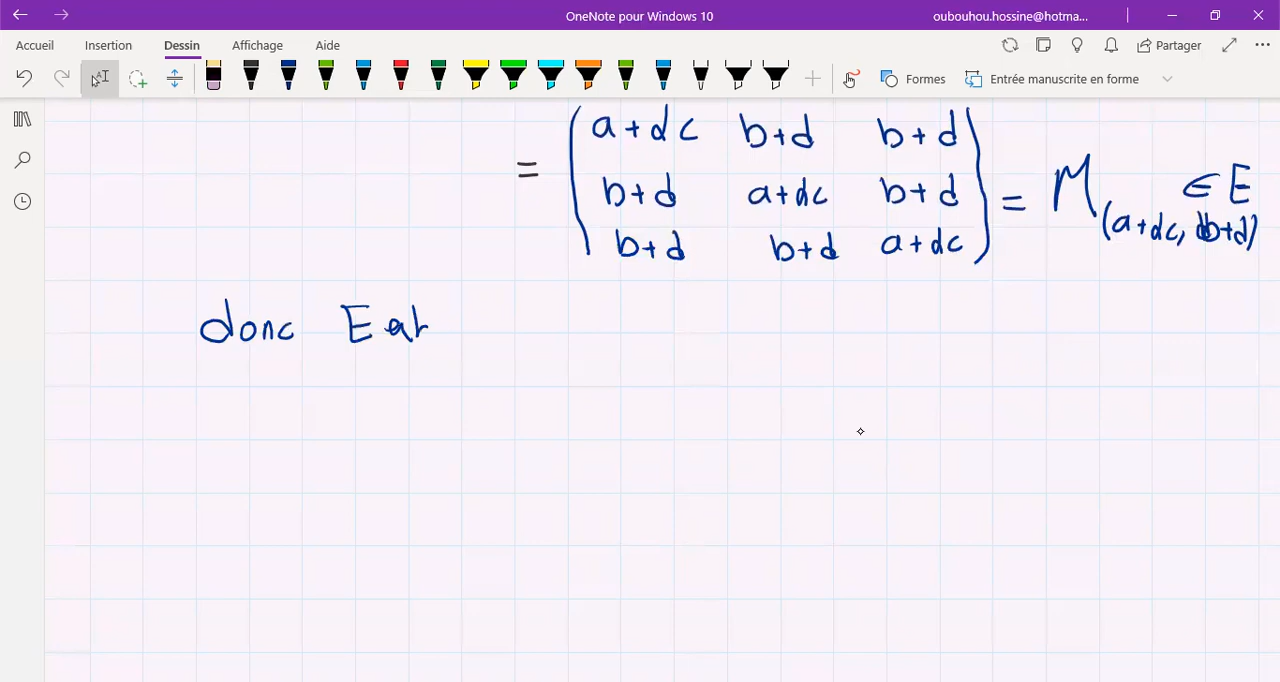 OneNote pour Windows 10
oubouhou.hossine@hotma...
Accueil Insertion Dessin Affichage Aide
Partager
Formes Entrée manuscrite en forme
a+dc b+d b+d
= b+d a+dc b+d = M(a+dc, b+d) ∈ E
b+d b+d a+dc
donc E est